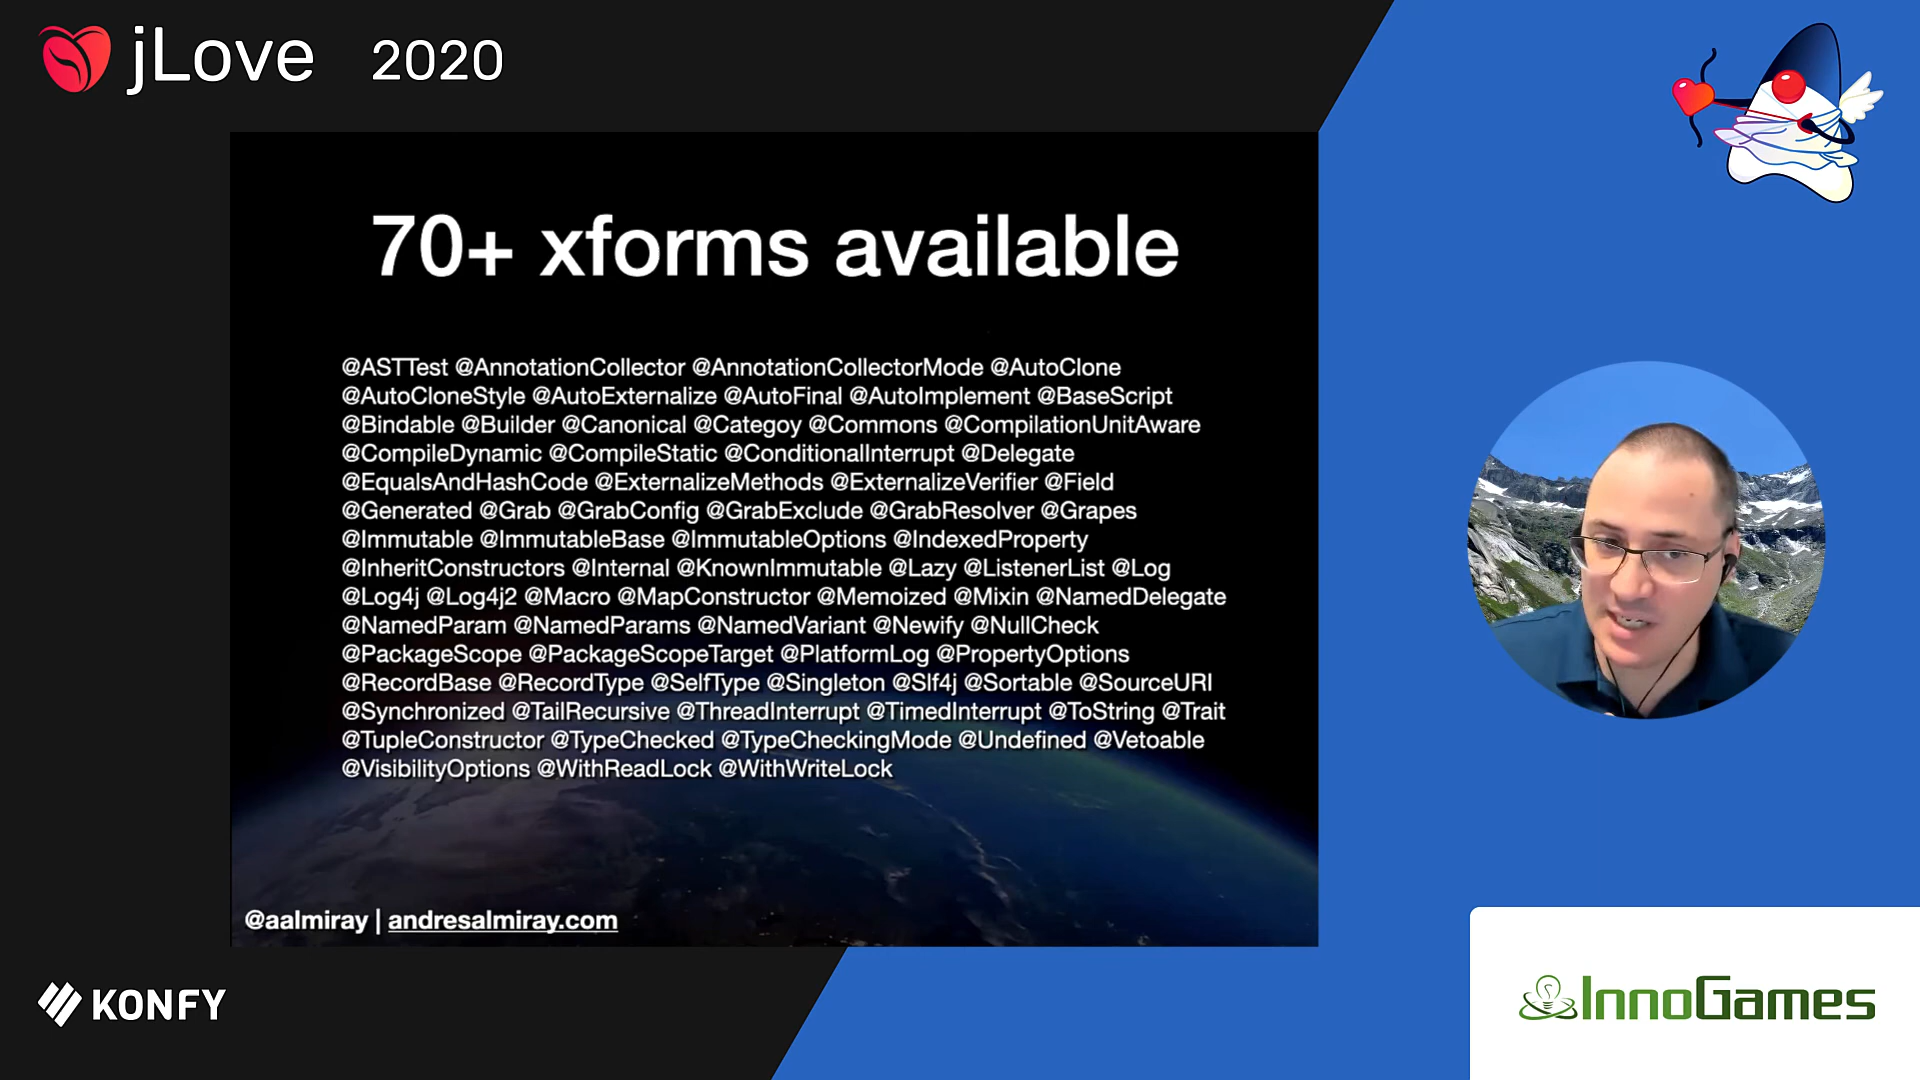 jLove 2020
70+ xforms available
@ASTTest @AnnotationCollector @AnnotationCollectorMode @AutoClone
@AutoCloneStyle @AutoExternalize @AutoFinal @AutoImplement @BaseScript
@Bindable @Builder @Canonical @Categoy @Commons @CompilationUnitAware
@CompileDynamic @CompileStatic @ConditionalInterrupt @Delegate
@EqualsAndHashCode @ExternalizeMethods @ExternalizeVerifier @Field
@Generated @Grab @GrabConfig @GrabExclude @GrabResolver @Grapes
@Immutable @ImmutableBase @ImmutableOptions @IndexedProperty
@InheritConstructors @Internal @KnownImmutable @Lazy @ListenerList @Log
@Log4j @Log4j2 @Macro @MapConstructor @Memoized @Mixin @NamedDelegate
@NamedParam @NamedParams @NamedVariant @Newify @NullCheck
@PackageScope @PackageScopeTarget @PlatformLog @PropertyOptions
@RecordBase @RecordType @SelfType @Singleton @Slf4j @Sortable @SourceURI
@Synchronized @TailRecursive @ThreadInterrupt @TimedInterrupt @ToString @Trait
@TupleConstructor @TypeChecked @TypeCheckingMode @Undefined @Vetoable
@VisibilityOptions @WithReadLock @WithWriteLock
@aalmiray | andresalmiray.com
KONFY
InnoGames